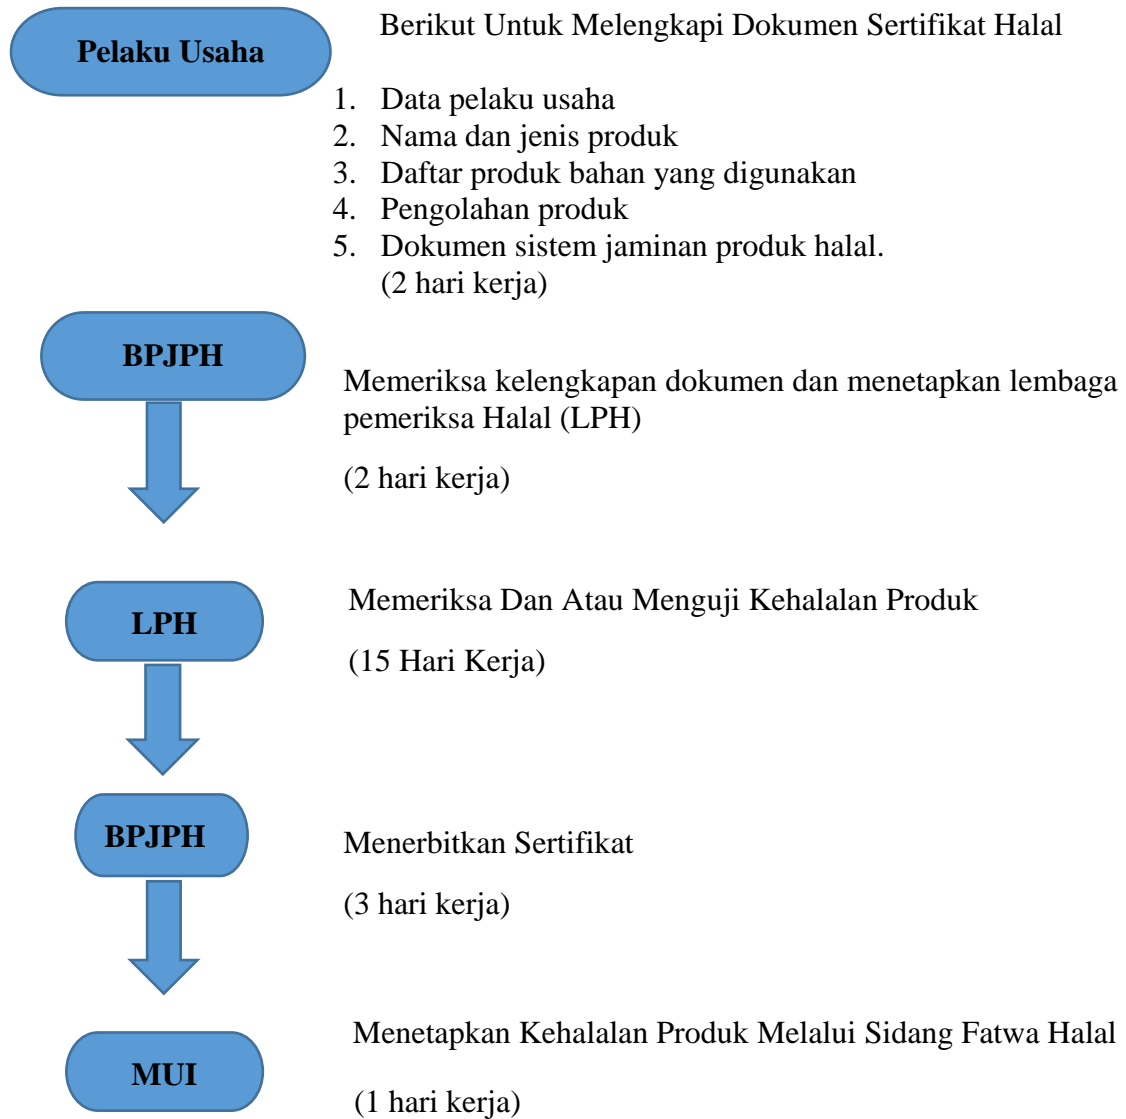 Pelaku Usaha
Berikut Untuk Melengkapi Dokumen Sertifikat Halal
1. Data pelaku usaha
2. Nama dan jenis produk
3. Daftar produk bahan yang digunakan
4. Pengolahan produk
5. Dokumen sistem jaminan produk halal.
(2 hari kerja)
BPJPH
Memeriksa kelengkapan dokumen dan menetapkan lembaga
pemeriksa Halal (LPH)
(2 hari kerja)
LPH
Memeriksa Dan Atau Menguji Kehalalan Produk
(15 Hari Kerja)
BPJPH
Menerbitkan Sertifikat
(3 hari kerja)
MUI
Menetapkan Kehalalan Produk Melalui Sidang Fatwa Halal
(1 hari kerja)